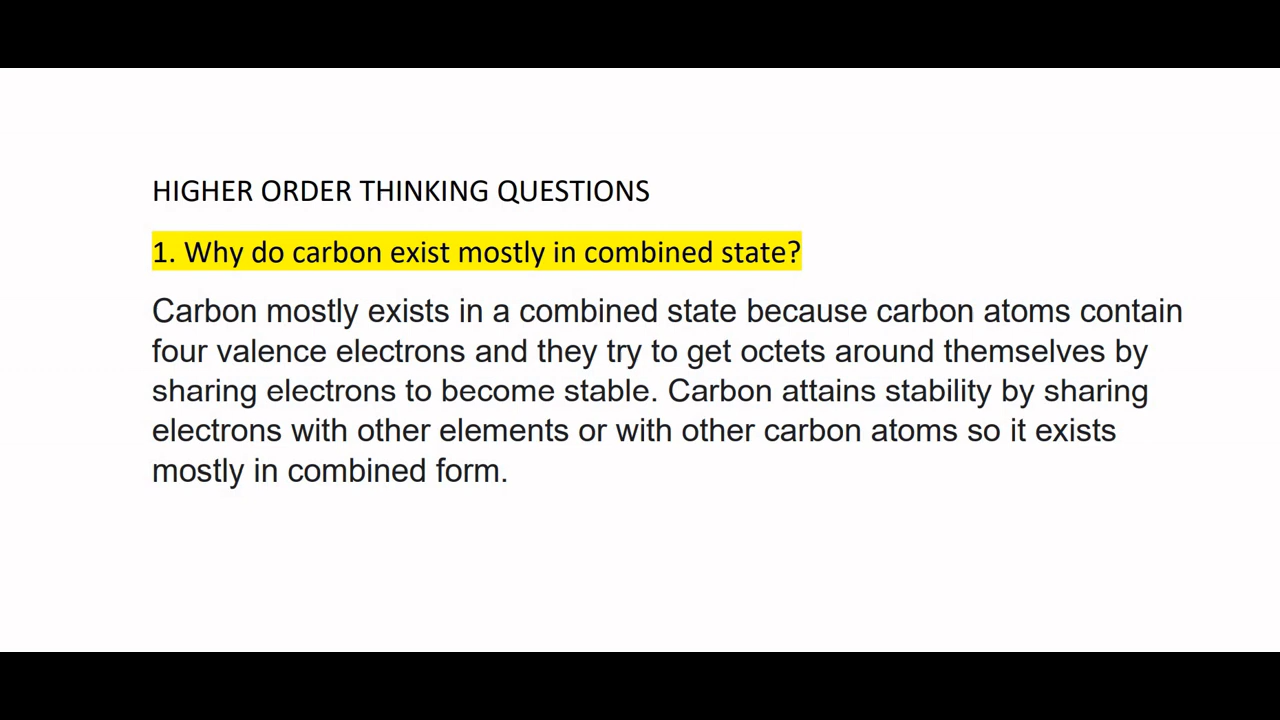 HIGHER ORDER THINKING QUESTIONS
1. Why do carbon exist mostly in combined state?
Carbon mostly exists in a combined state because carbon atoms contain
four valence electrons and they try to get octets around themselves by
sharing electrons to become stable. Carbon attains stability by sharing
electrons with other elements or with other carbon atoms so it exists
mostly in combined form.